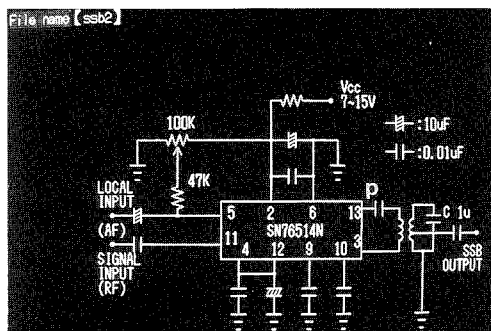 File name【ssb2】
Vcc
7~15V
100K
:10uF
:0.01uF
47K
LOCAL
INPUT
(AF)
SIGNAL
INPUT
(RF)
5 2 6 13
SN76514N
11 3
4 12 9 10
p
C 1u
SSB
OUTPUT